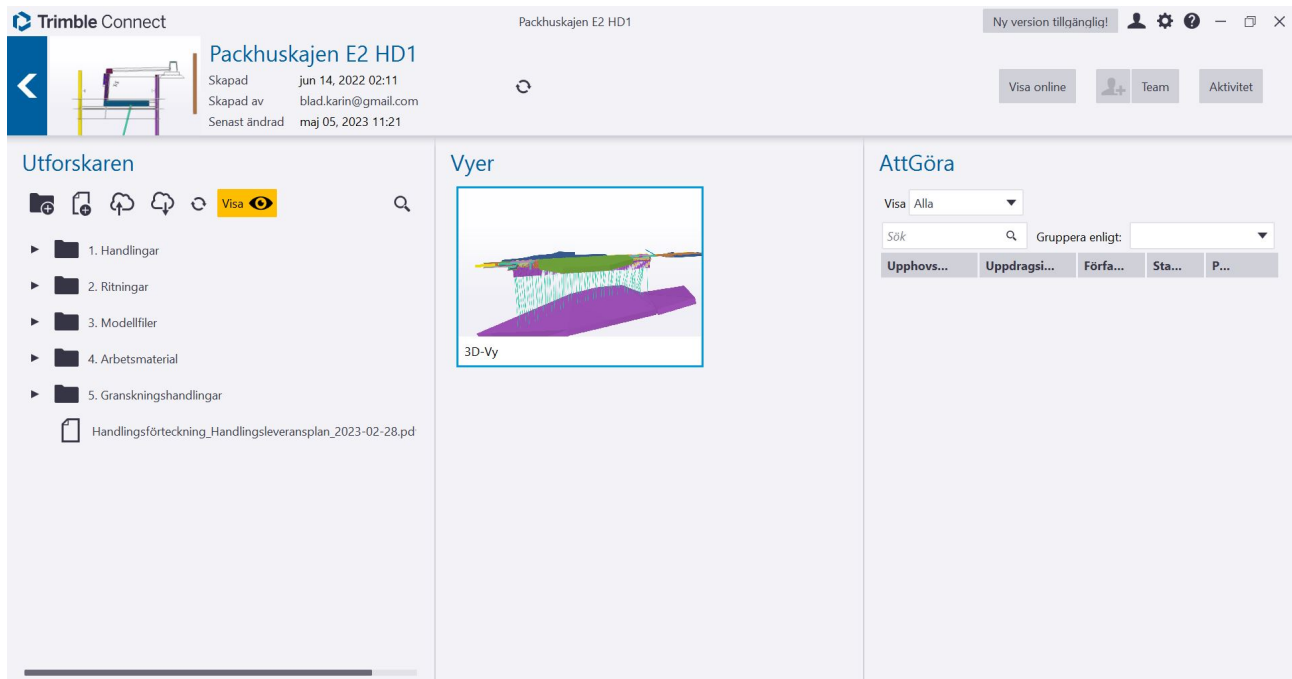 Trimble Connect
Packhuskajen E2 HD1
Ny version tillgänglig!
Packhuskajen E2 HD1
Skapad jun 14, 2022 02:11
Skapad av blad.karin@gmail.com
Senast ändrad maj 05, 2023 11:21
Visa online
Team
Aktivitet
Utforskaren
Visa
1. Handlingar
2. Ritningar
3. Modellfiler
4. Arbetsmaterial
5. Granskningshandlingar
Handlingsförteckning_Handlingsleveransplan_2023-02-28.pd
Vyer
3D-Vy
AttGöra
Visa Alla
Sök Gruppera enligt:
Upphovs... Uppdragsi... Förfa... Sta... P...